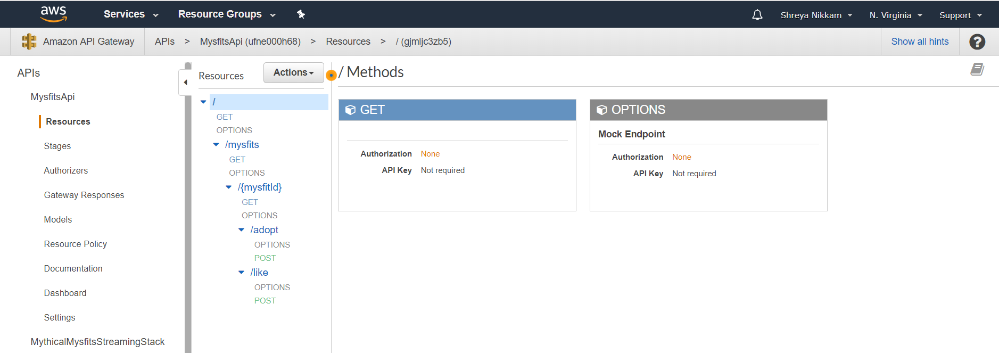 aws Services Resource Groups Shreya Nikkam N. Virginia Support
Amazon API Gateway APIs > MysfitsApi (ufne000h68) > Resources > / (gjmljc3zb5) Show all hints ?
APIs
MysfitsApi
Resources
Stages
Authorizers
Gateway Responses
Models
Resource Policy
Documentation
Dashboard
Settings
MythicalMysfitsStreamingStack
Resources Actions
/
GET
OPTIONS
/mysfits
GET
OPTIONS
/{mysfitId}
GET
OPTIONS
/adopt
OPTIONS
POST
/like
OPTIONS
POST
/ Methods
GET
Authorization None
API Key Not required
OPTIONS
Mock Endpoint
Authorization None
API Key Not required